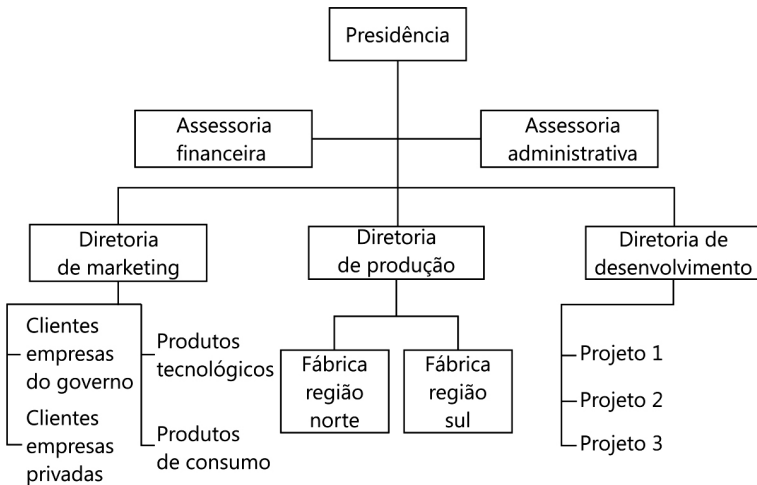 Presidência
Assessoria
financeira
Assessoria
administrativa
Diretoria
de marketing
Diretoria
de produção
Diretoria de
desenvolvimento
Clientes
empresas
do governo
Clientes
empresas
privadas
Produtos
tecnológicos
Produtos
de consumo
Fábrica
região
norte
Fábrica
região
sul
Projeto 1
Projeto 2
Projeto 3